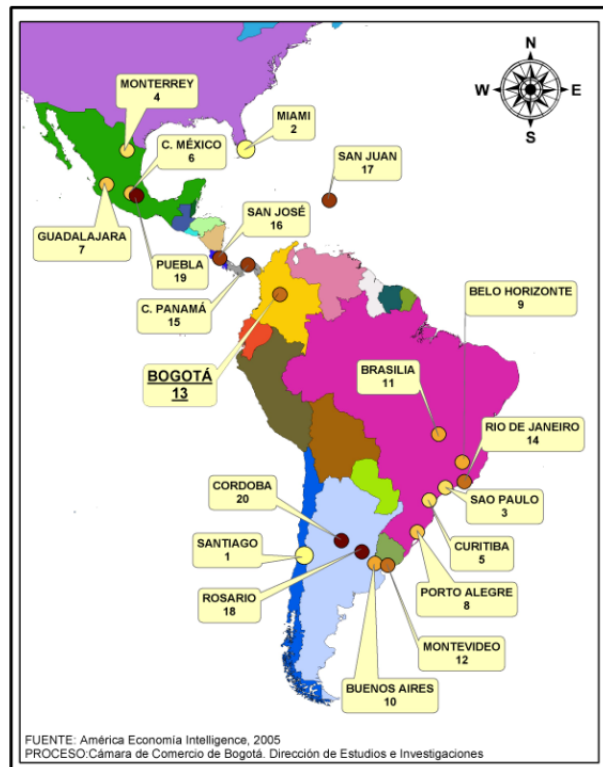 N
W
E
S
MONTERREY
4
MIAMI
2
C. MÉXICO
6
SAN JUAN
17
SAN JOSÉ
16
GUADALAJARA
7
PUEBLA
19
C. PANAMÁ
15
BELO HORIZONTE
9
BOGOTÁ
13
BRASILIA
11
RIO DE JANEIRO
14
CORDOBA
20
SAO PAULO
3
SANTIAGO
1
CURITIBA
5
ROSARIO
18
PORTO ALEGRE
8
MONTEVIDEO
12
BUENOS AIRES
10
FUENTE: América Economía Intelligence, 2005
PROCESO:Cámara de Comercio de Bogotá. Dirección de Estudios e Investigaciones